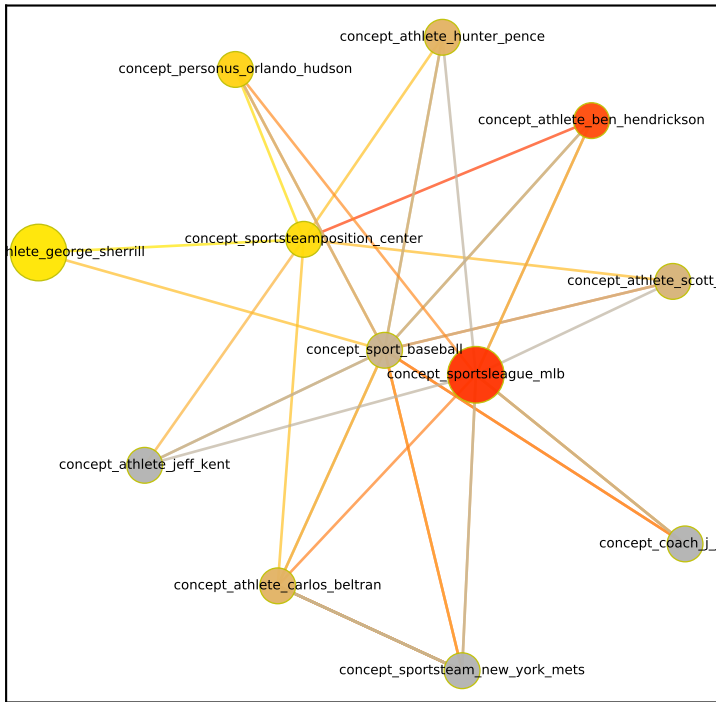 concept_athlete_hunter_pence
concept_personus_orlando_hudson
concept_athlete_ben_hendrickson
concept_sportsteamposition_center
hlete_george_sherrill
concept_athlete_scott_
concept_sport_baseball
concept_sportsleague_mlb
concept_athlete_jeff_kent
concept_coach_j_
concept_athlete_carlos_beltran
concept_sportsteam_new_york_mets